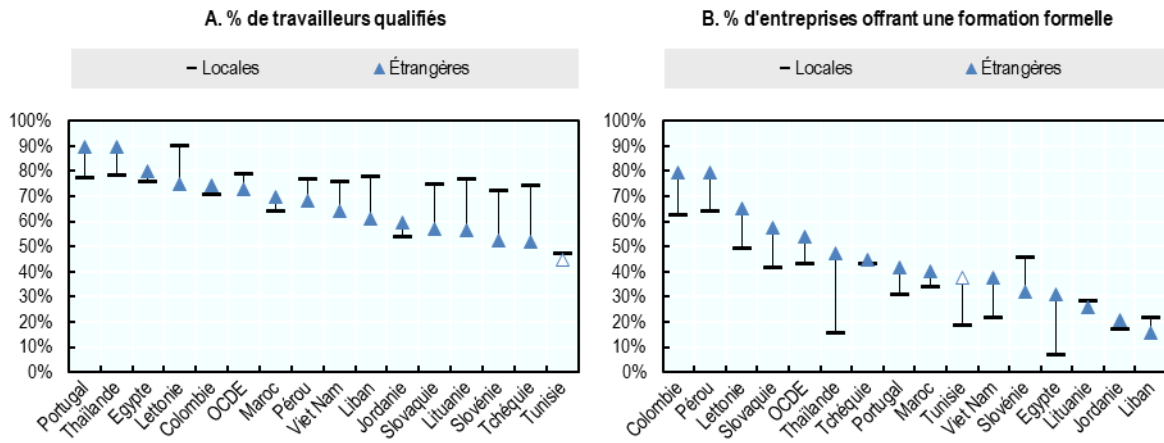 A. % de travailleurs qualifiés
Locales
Étrangères
100%
90%
80%
70%
60%
50%
40%
30%
20%
10%
0%
Portugal
Thaïlande
Egypte
Lettonie
Colombie
OCDE
Maroc
Pérou
Viet Nam
Liban
Jordanie
Slovaquie
Lituanie
Slovénie
Tchéquie
Tunisie
B. % d'entreprises offrant une formation formelle
Locales
Étrangères
100%
90%
80%
70%
60%
50%
40%
30%
20%
10%
0%
Colombie
Pérou
Lettonie
Slovaquie
OCDE
Thaïlande
Tchéquie
Portugal
Maroc
Tunisie
Viet Nam
Slovénie
Egypte
Lituanie
Jordanie
Liban